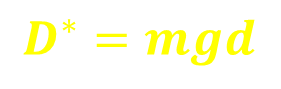 D* = mgd